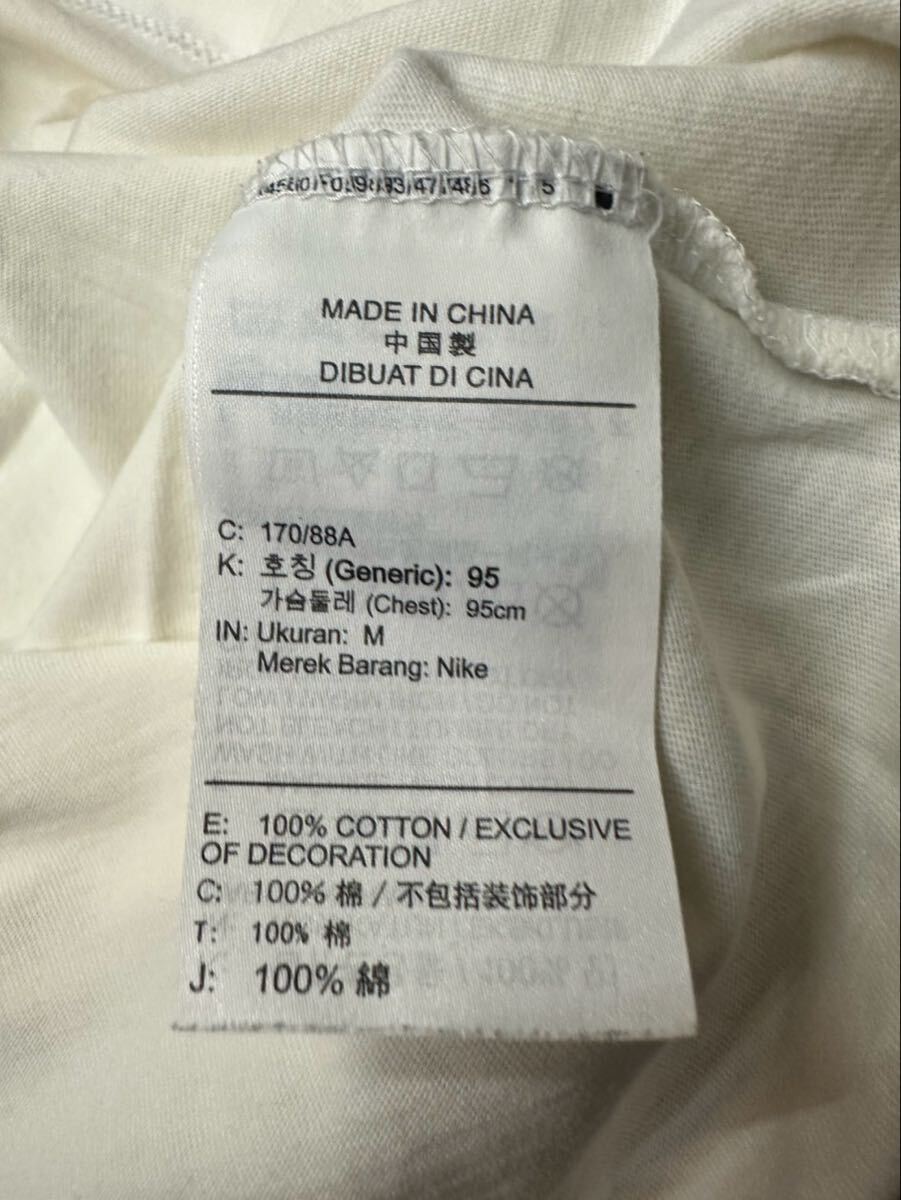 MADE IN CHINA
中国製
DIBUAT DI CINA
C: 170/88A
K: 호칭 (Generic): 95
가슴둘레 (Chest): 95cm
IN: Ukuran: M
Merek Barang: Nike
E: 100% COTTON / EXCLUSIVE
OF DECORATION
C: 100% 棉 / 不包括装饰部分
T: 100% 棉
J: 100% 綿